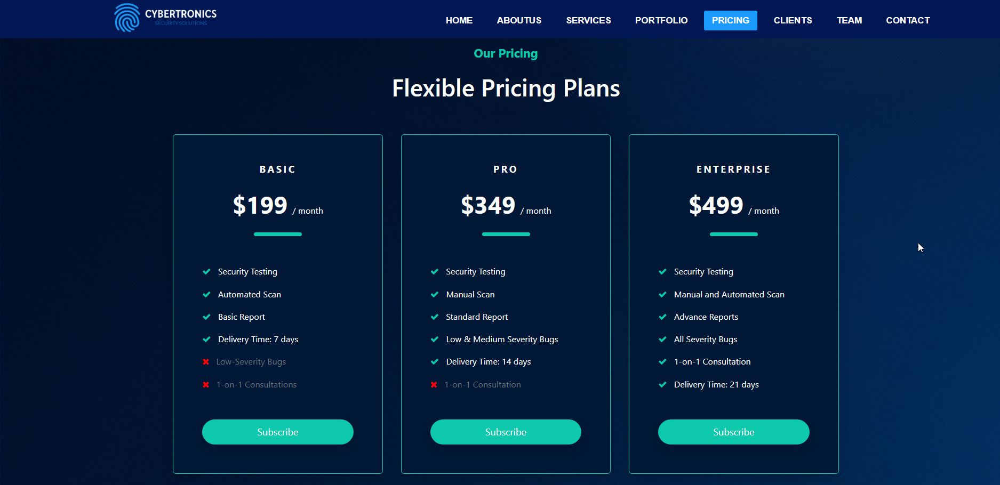 CYBERTRONICS
SECURITY SOLUTIONS
HOME ABOUTUS SERVICES PORTFOLIO PRICING CLIENTS TEAM CONTACT
Our Pricing
Flexible Pricing Plans
BASIC
$199 / month
Security Testing
Automated Scan
Basic Report
Delivery Time: 7 days
Low-Severity Bugs
1-on-1 Consultations
Subscribe
PRO
$349 / month
Security Testing
Manual Scan
Standard Report
Low & Medium Severity Bugs
Delivery Time: 14 days
1-on-1 Consultation
Subscribe
ENTERPRISE
$499 / month
Security Testing
Manual and Automated Scan
Advance Reports
All Severity Bugs
1-on-1 Consultation
Delivery Time: 21 days
Subscribe